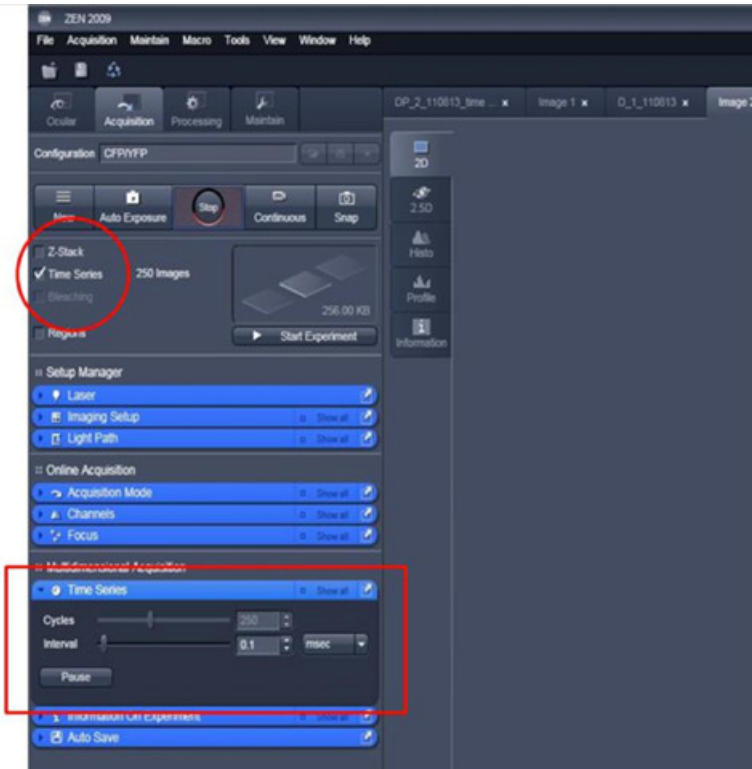 ZEN 2009
File Acquisition Maintain Macro Tools View Window Help
Ocular Acquisition Processing Maintain
DP_2_110813_time ... x Image 1 x D_1_110813 x Image 2
Configuration CFP/YFP
2D
New Auto Exposure Stop Continuous Snap
2.5D
Z-Stack
Histo
Time Series 250 Images
Bleaching
Profile
256.00 KB
Regions Start Experiment
Information
Setup Manager
Laser
Imaging Setup Show all
Light Path Show all
Online Acquisition
Acquisition Mode Show all
Channels Show all
Focus Show all
Multidimensional Acquisition
Time Series Show all
Cycles 250
Interval 0.1 msec
Pause
Information On Experiment Show all
Auto Save